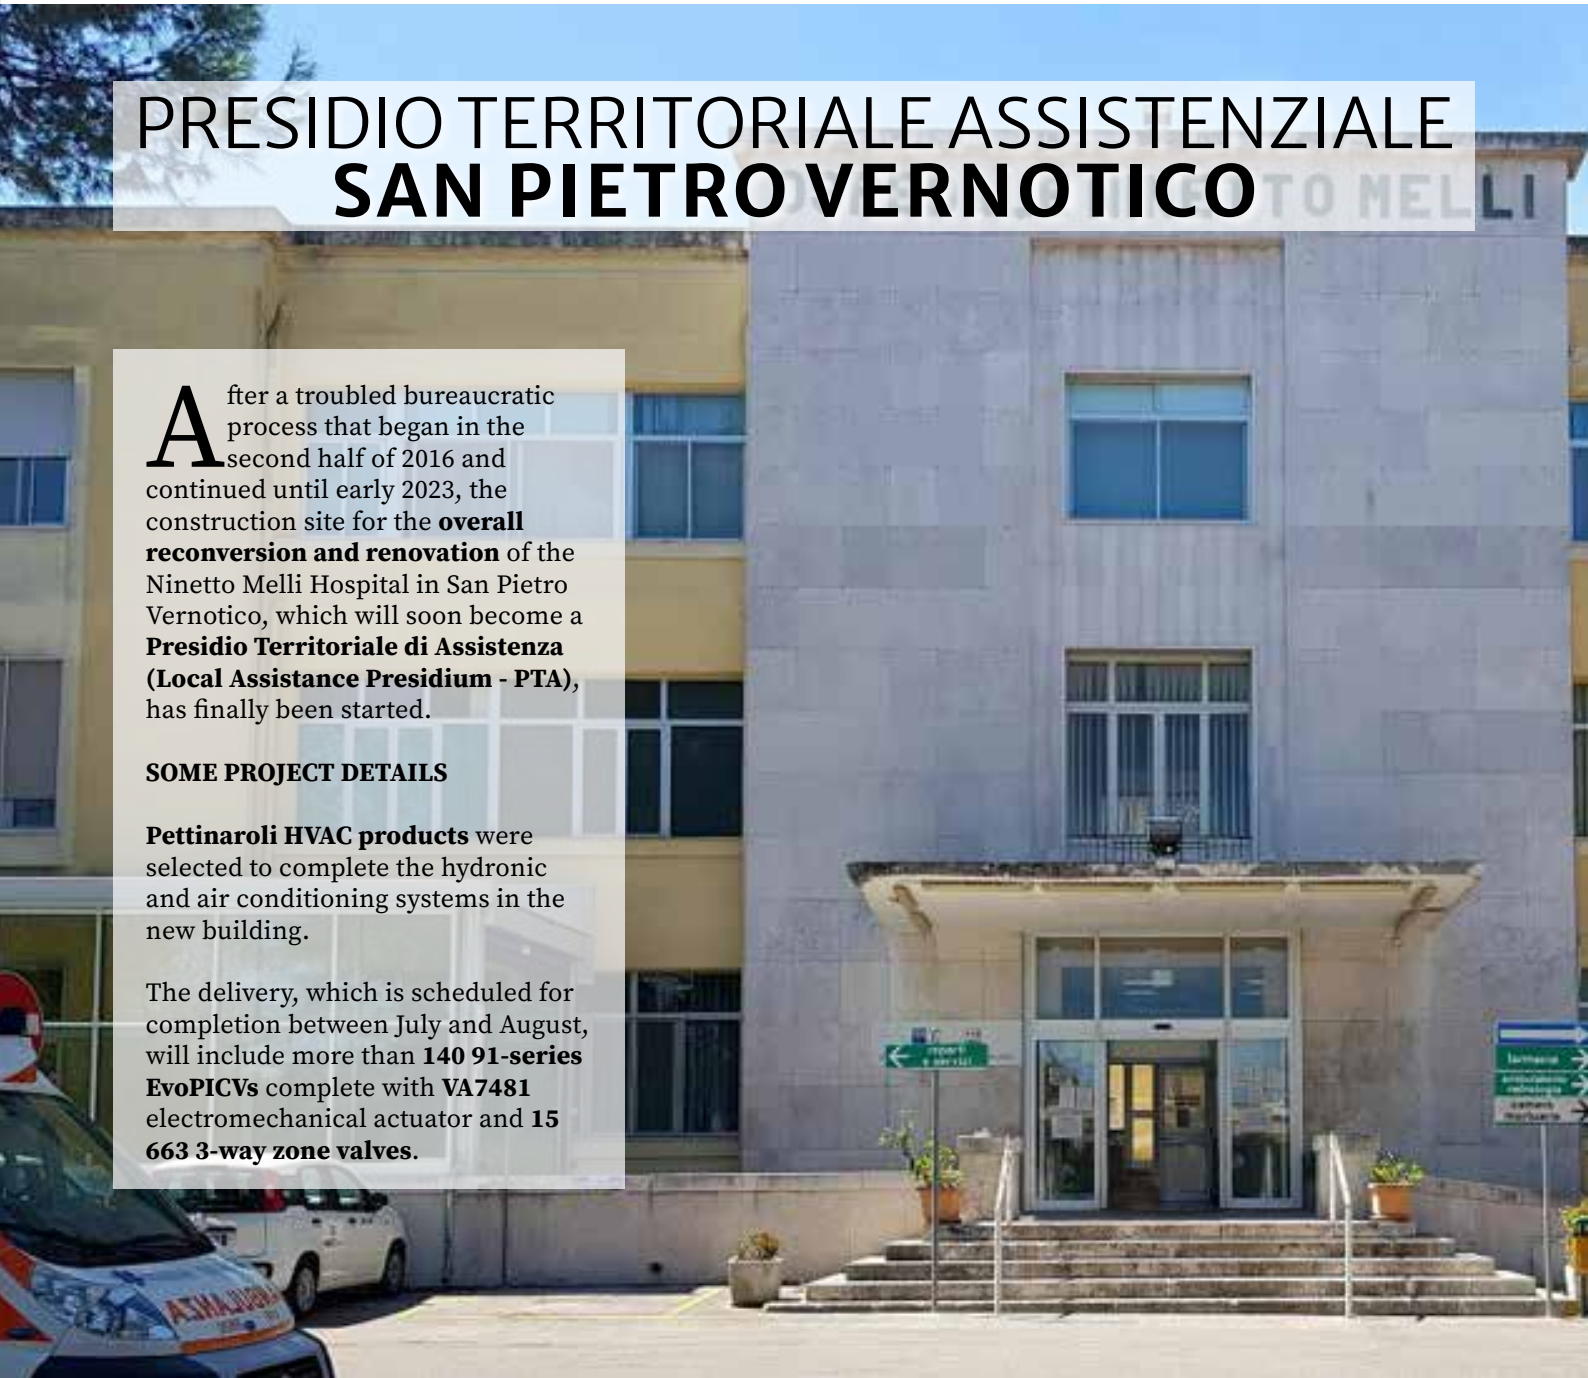 PRESIDIO TERRITORIALE ASSISTENZIALE
SAN PIETRO VERNOTICO
TO MELLI
After a troubled bureaucratic
process that began in the
second half of 2016 and
continued until early 2023, the
construction site for the overall
reconversion and renovation of the
Ninetto Melli Hospital in San Pietro
Vernotico, which will soon become a
Presidio Territoriale di Assistenza
(Local Assistance Presidium - PTA),
has finally been started.
SOME PROJECT DETAILS
Pettinaroli HVAC products were
selected to complete the hydronic
and air conditioning systems in the
new building.
The delivery, which is scheduled for
completion between July and August,
will include more than 140 91-series
EvoPICVs complete with VA7481
electromechanical actuator and 15
663 3-way zone valves.
reparti
e servizi
farmacia
camera
mortuaria